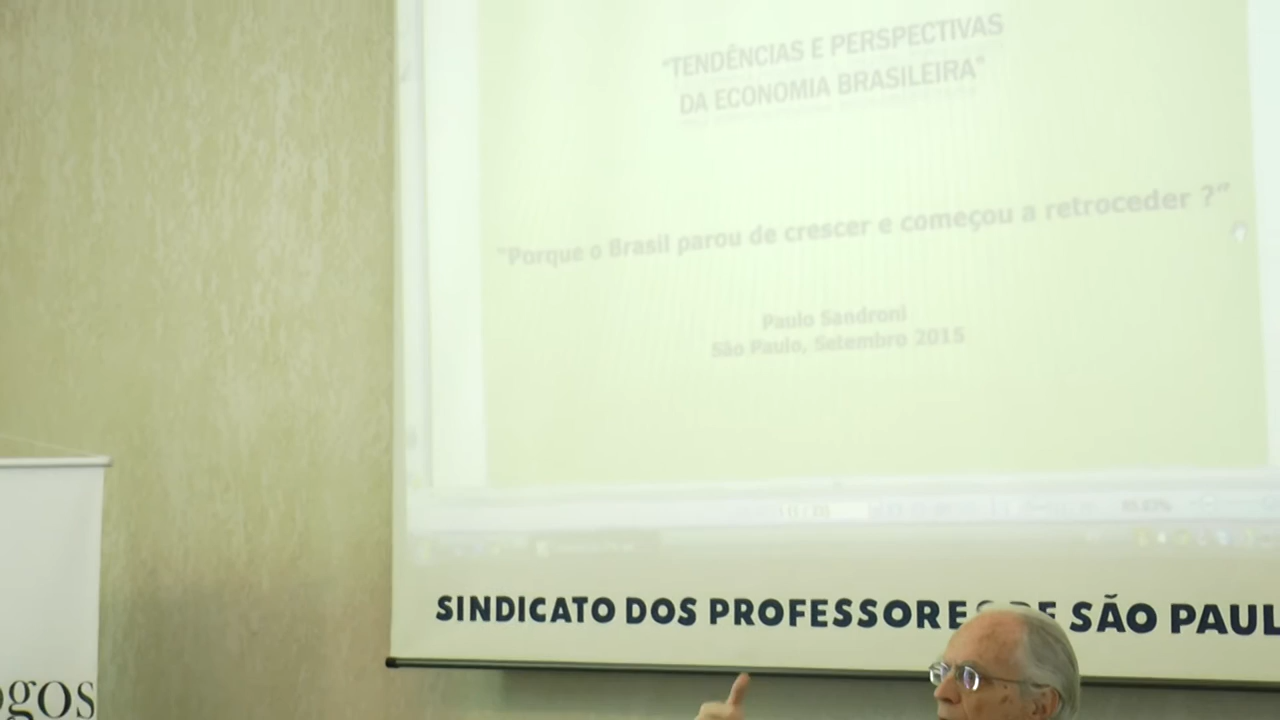 "TENDÊNCIAS E PERSPECTIVAS
DA ECONOMIA BRASILEIRA"
"Porque o Brasil parou de crescer e começou a retroceder ?"
Paulo Sandroni
São Paulo, Setembro 2015
SINDICATO DOS PROFESSORES DE SÃO PAUL
ogos